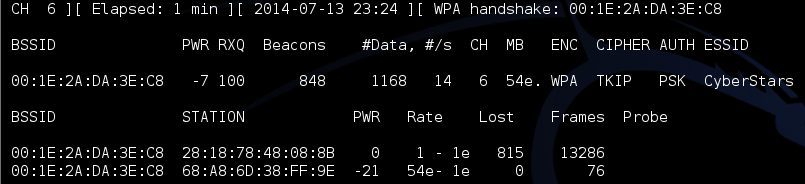 CH 6 ][ Elapsed: 1 min ][ 2014-07-13 23:24 ][ WPA handshake: 00:1E:2A:DA:3E:C8
BSSID PWR RXQ Beacons #Data, #/s CH MB ENC CIPHER AUTH ESSID
00:1E:2A:DA:3E:C8 -7 100 848 1168 14 6 54e. WPA TKIP PSK CyberStars
BSSID STATION PWR Rate Lost Frames Probe
00:1E:2A:DA:3E:C8 28:18:78:48:08:8B 0 1 - 1e 815 13286
00:1E:2A:DA:3E:C8 68:A8:6D:38:FF:9E -21 54e- 1e 0 76